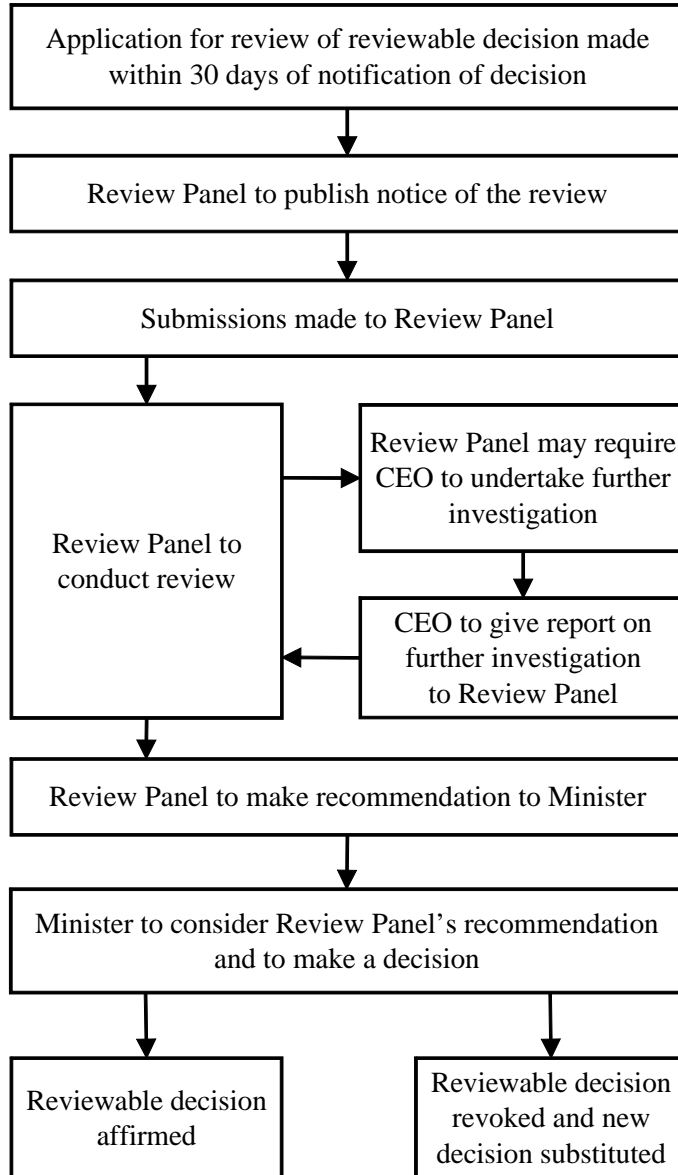 Application for review of reviewable decision made
within 30 days of notification of decision
Review Panel to publish notice of the review
Submissions made to Review Panel
Review Panel to
conduct review
Review Panel may require
CEO to undertake further
investigation
CEO to give report on
further investigation
to Review Panel
Review Panel to make recommendation to Minister
Minister to consider Review Panel’s recommendation
and to make a decision
Reviewable decision
affirmed
Reviewable decision
revoked and new
decision substituted